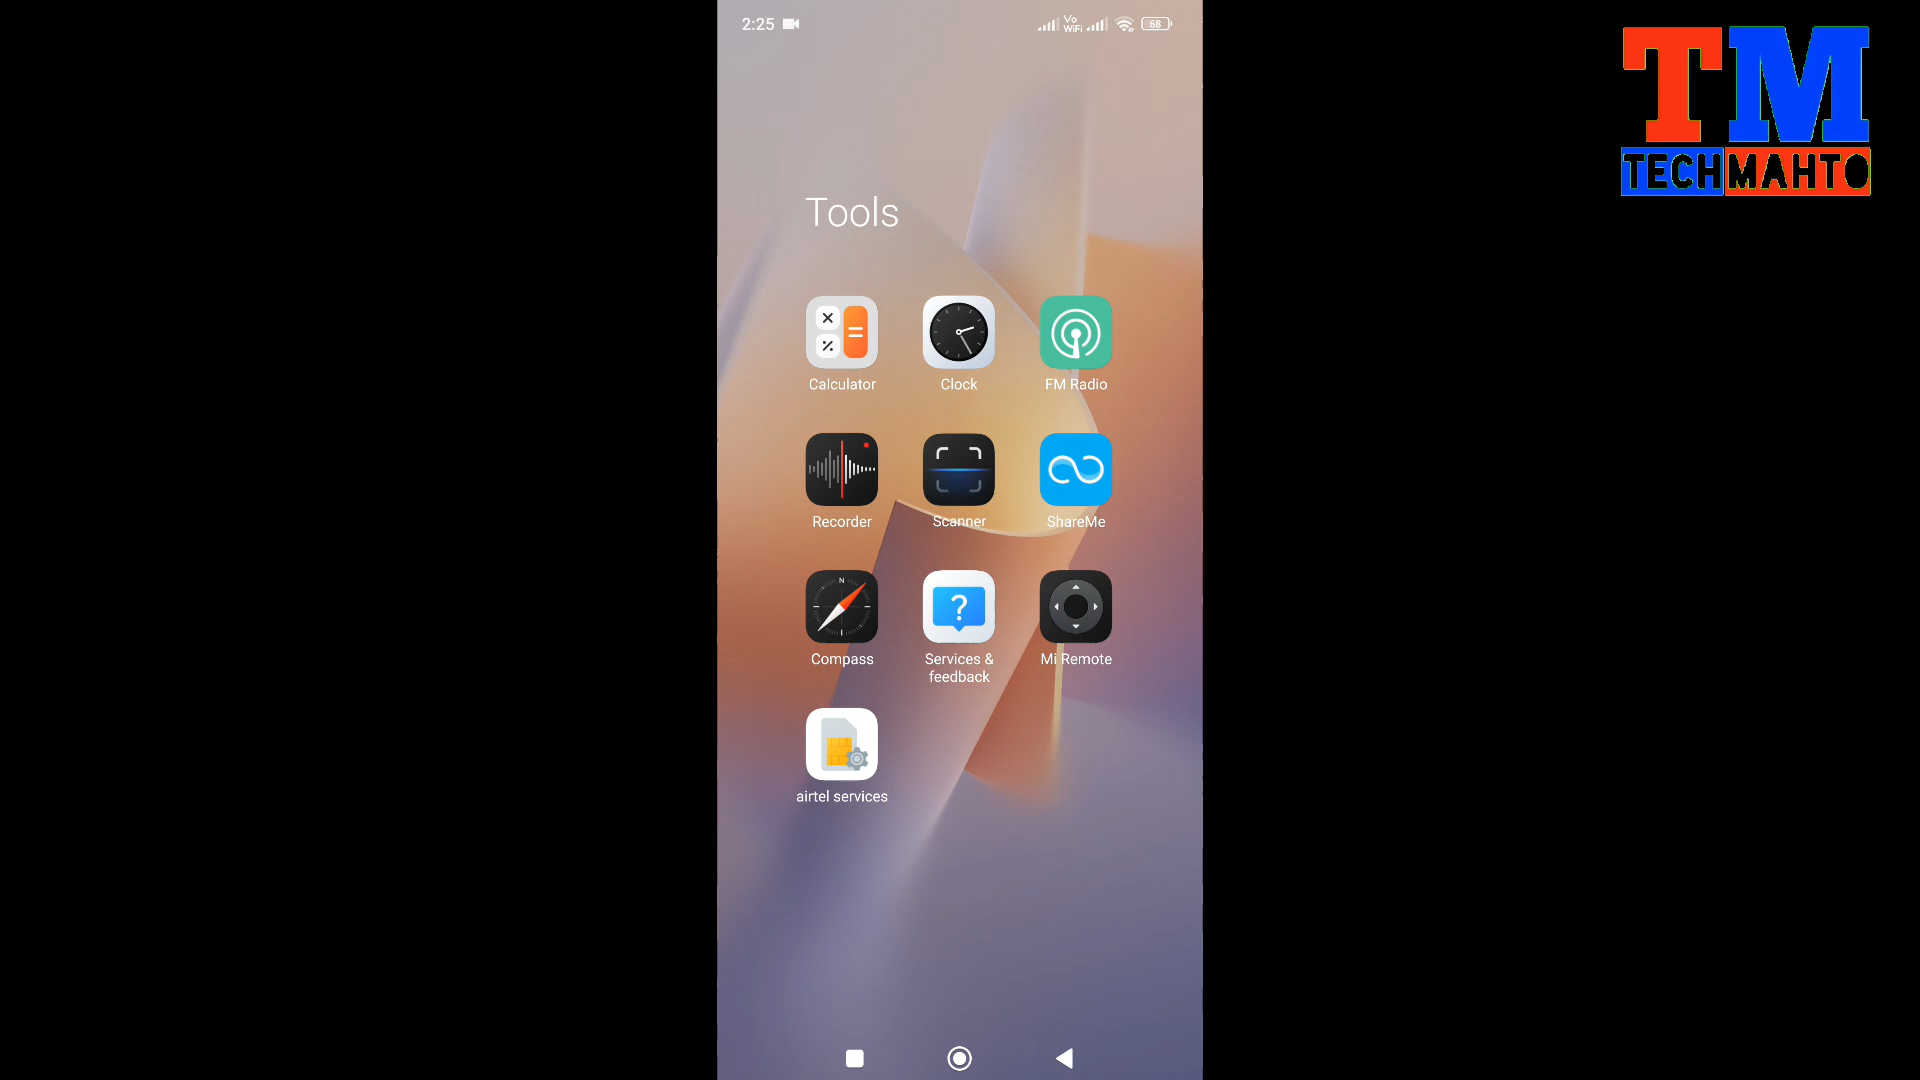 2:25
Vo
WiFi
68
TM
TECHMAHTO
Tools
Calculator
Clock
FM Radio
Recorder
Scanner
ShareMe
N
Compass
?
Services &
feedback
Mi Remote
airtel services